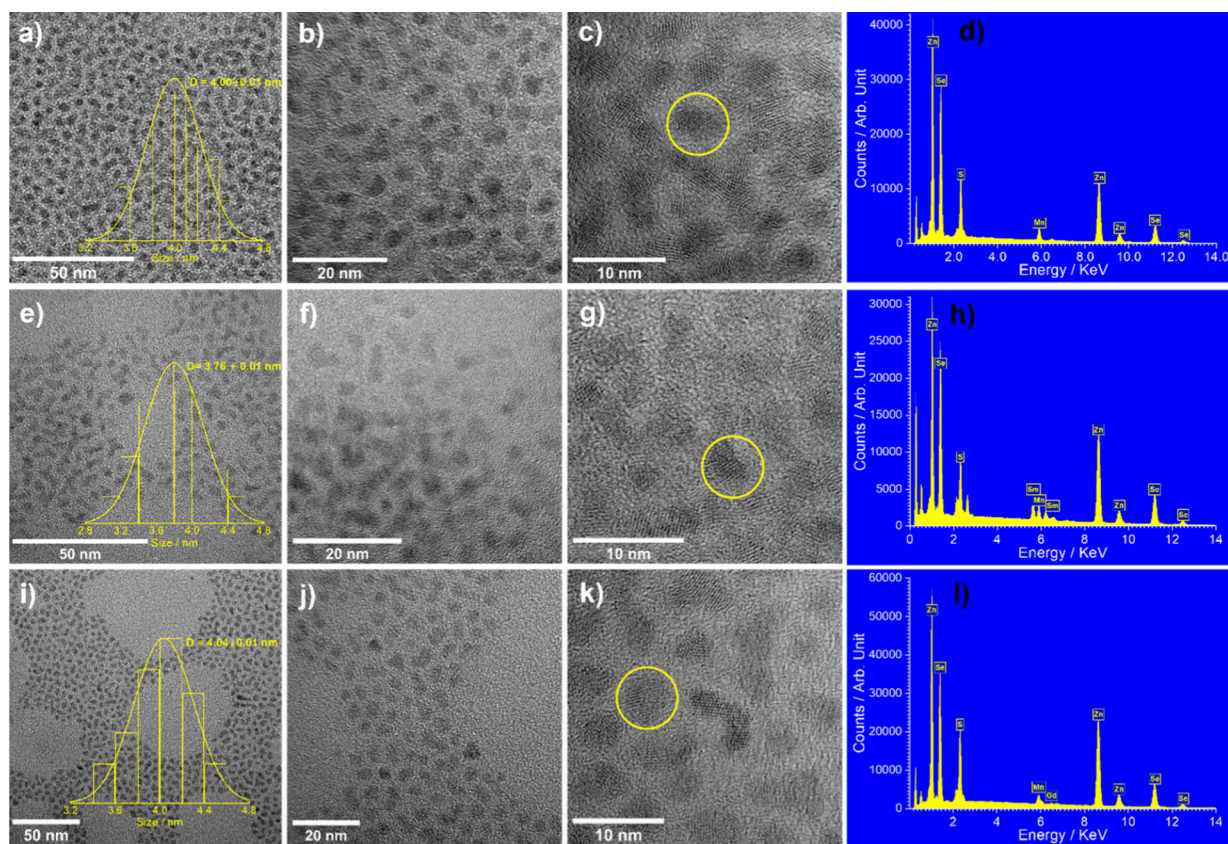 a)
D = 4.00±0.01 nm
3.2 3.6 4.0 4.4 4.8
Size / nm
50 nm
b)
20 nm
c)
10 nm
d)
Counts / Arb. Unit
40000
30000
20000
10000
0
Zn
Se
S
Mn
Zn
Zn
Se
Se
2.0 4.0 6.0 8.0 10.0 12.0 14.0
Energy / KeV
e)
D= 3.76 + 0.01 nm
2.8 3.2 3.6 4.0 4.4 4.8
Size / nm
50 nm
f)
20 nm
g)
10 nm
h)
Counts / Arb. Unit
30000
25000
20000
15000
10000
5000
0
Zn
Se
S
Sm
Mn
Sm
Zn
Zn
Se
Se
0 2 4 6 8 10 12 14
Energy / KeV
i)
D = 4.04±0.01 nm
3.2 3.6 4.0 4.4 4.8
Size / nm
50 nm
j)
20 nm
k)
10 nm
l)
Counts / Arb. Unit
60000
50000
40000
30000
20000
10000
0
Zn
Se
S
Mn
Gd
Zn
Zn
Se
Se
2 4 6 8 10 12 14
Energy / KeV